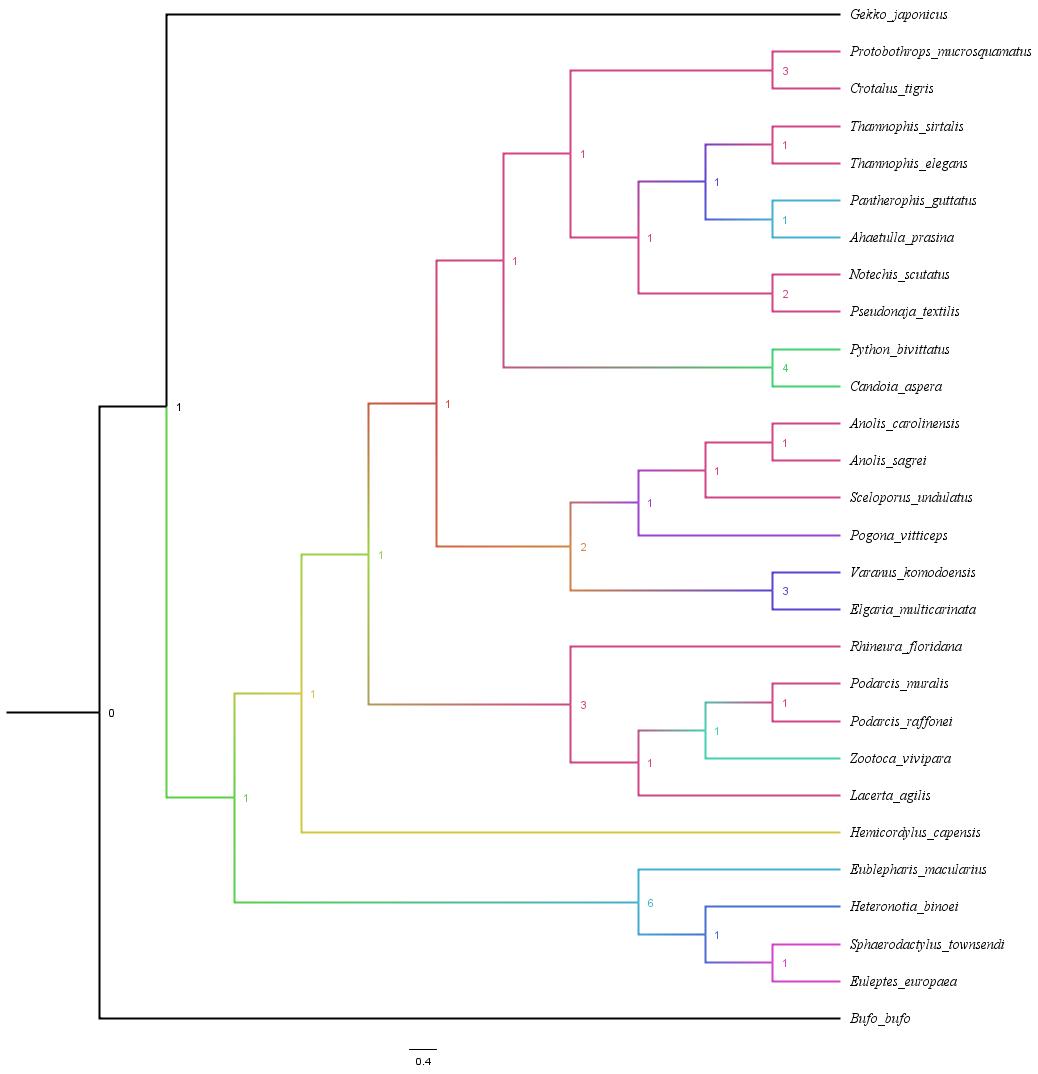 Gekko_japonicus
Protobothrops_mucrosquamatus
3
Crotalus_tigris
Thamnophis_sirtalis
1
1
Thamnophis_elegans
1
Pantherophis_guttatus
1
Ahaetulla_prasina
1
1
Notechis_scutatus
2
Pseudonaja_textilis
Python_bivittatus
4
Candoia_aspera
1
1
Anolis_carolinensis
1
Anolis_sagrei
1
Sceloporus_undulatus
1
Pogona_vitticeps
2
1
Varanus_komodoensis
3
Elgaria_multicarinata
Rhineura_floridana
Podarcis_muralis
1
1
3
0
Podarcis_raffonei
1
Zootoca_vivipara
1
Lacerta_agilis
1
Hemicordylus_capensis
Eublepharis_macularius
6
Heteronotia_binoei
1
Sphaerodactylus_townsendi
1
Euleptes_europaea
Bufo_bufo
0.4